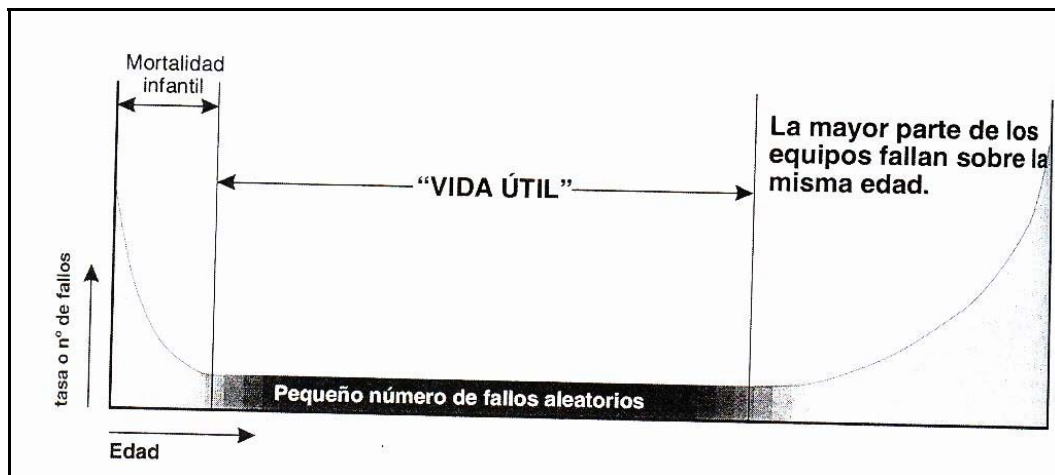 Mortalidad
infantil
“VIDA ÚTIL”
La mayor parte de los
equipos fallan sobre la
misma edad.
tasa o nº de fallos
Pequeño número de fallos aleatorios
Edad